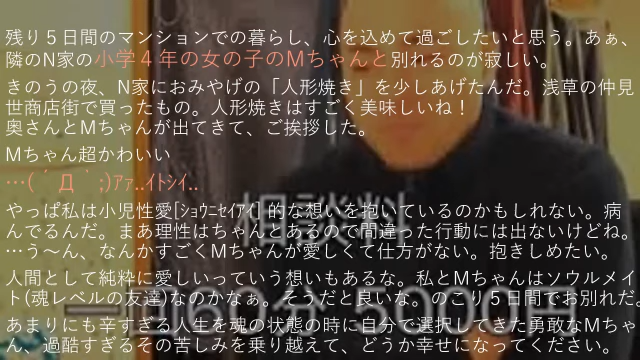 残り５日間のマンションでの暮らし、心を込めて過ごしたいと思う。あぁ、
隣のN家の小学４年の女の子のMちゃんと別れるのが寂しい。
きのうの夜、N家におみやげの「人形焼き」を少しあげたんだ。浅草の仲見
世商店街で買ったもの。人形焼きはすごく美味しいね！
奥さんとMちゃんが出てきて、ご挨拶した。
Mちゃん超かわいい
…(´Д｀;)ｱｧ..ｲﾄｼｲ..
やっぱ私は小児性愛[ｼｮｳﾆｾｲｱｲ]的な想いを抱いているのかもしれない。病
んでるんだ。まあ理性はちゃんとあるので間違った行動には出ないけどね。
…う〜ん、なんかすごくMちゃんが愛しくて仕方がない。抱きしめたい。
人間として純粋に愛しいっていう想いもあるな。私とMちゃんはソウルメイ
ト(魂レベルの友達)なのかなぁ。そうだと良いな。のこり５日間でお別れだ。
あまりにも辛すぎる人生を魂の状態の時に自分で選択してきた勇敢なMちゃ
ん、過酷すぎるその苦しみを乗り越えて、どうか幸せになってください。
相談料